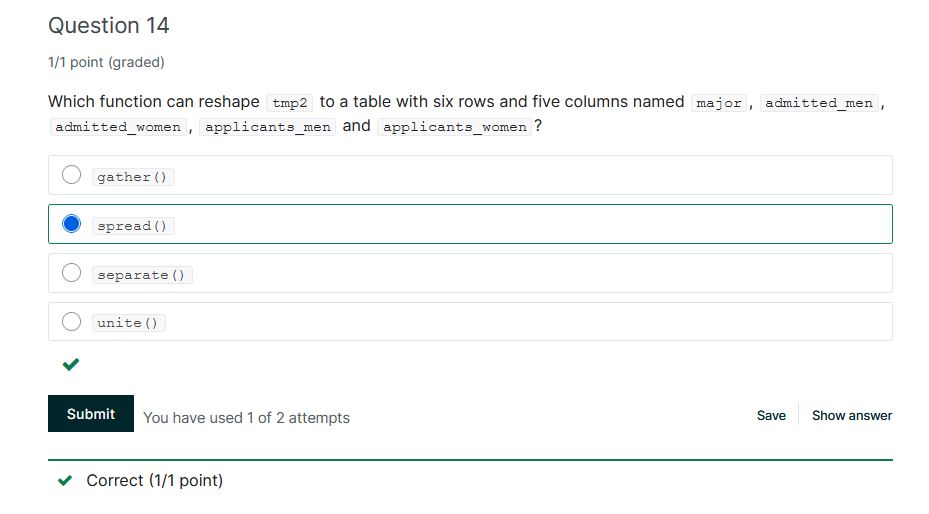 Question 14
1/1 point (graded)
Which function can reshape tmp2 to a table with six rows and five columns named major, admitted_men,
admitted_women, applicants_men and applicants_women?
gather()
spread()
separate()
unite()
Submit You have used 1 of 2 attempts Save Show answer
Correct (1/1 point)